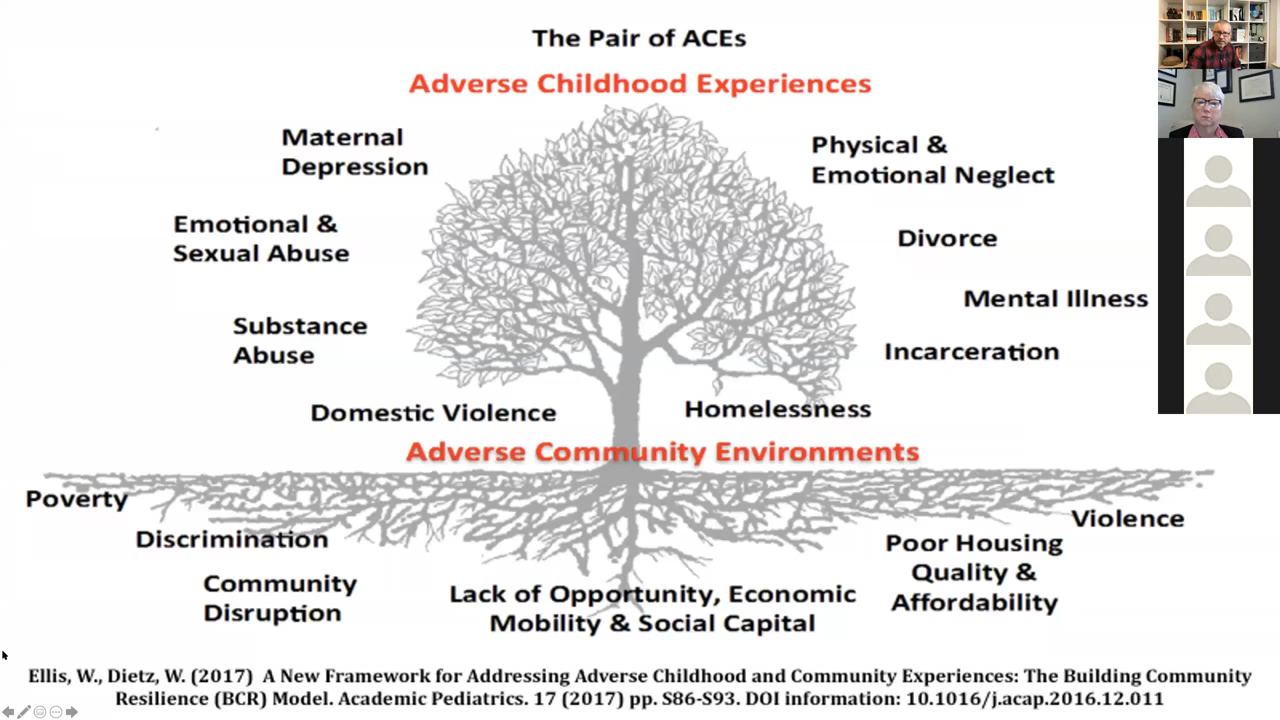 The Pair of ACEs
Adverse Childhood Experiences
Maternal
Depression
Physical &
Emotional Neglect
Emotional &
Sexual Abuse
Divorce
Mental Illness
Substance
Abuse
Incarceration
Domestic Violence
Homelessness
Adverse Community Environments
Poverty
Violence
Discrimination
Poor Housing
Quality &
Affordability
Community
Disruption
Lack of Opportunity, Economic
Mobility & Social Capital
Ellis, W., Dietz, W. (2017) A New Framework for Addressing Adverse Childhood and Community Experiences: The Building Community
Resilience (BCR) Model. Academic Pediatrics. 17 (2017) pp. S86-S93. DOI information: 10.1016/j.acap.2016.12.011